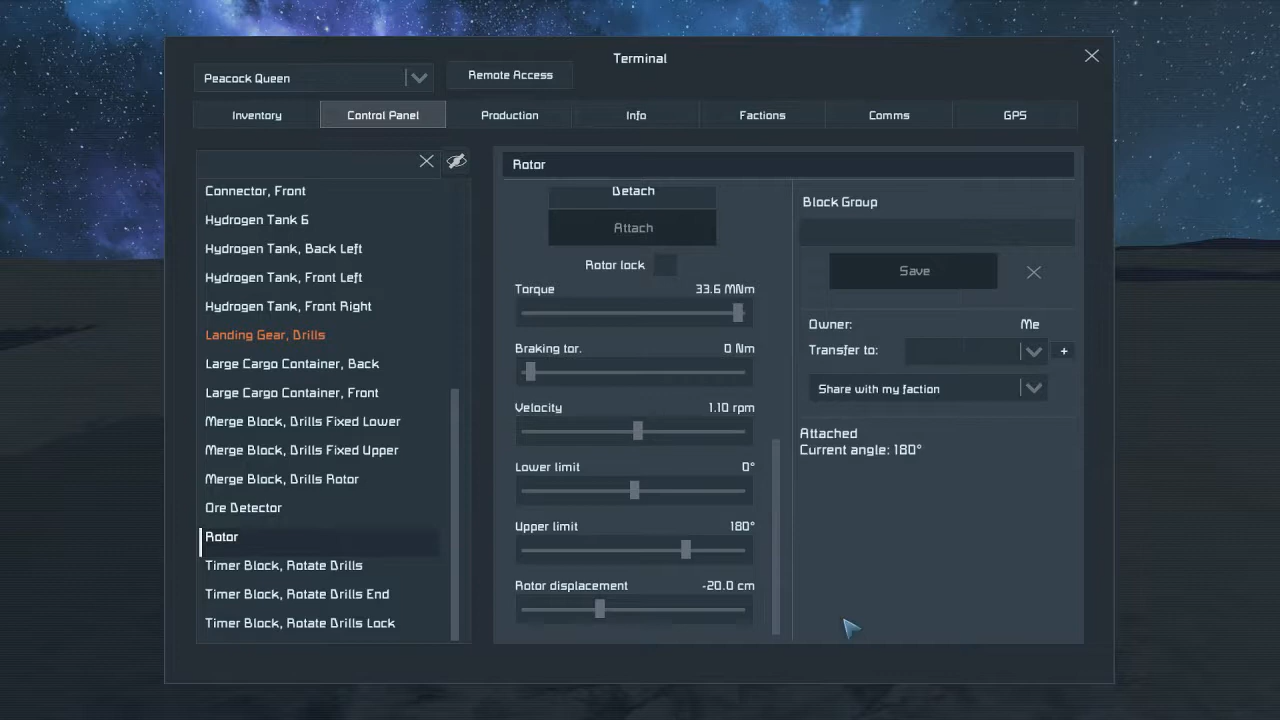 Terminal
Peacock Queen
Remote Access
Inventory
Control Panel
Production
Info
Factions
Comms
GPS
Connector, Front
Hydrogen Tank 6
Hydrogen Tank, Back Left
Hydrogen Tank, Front Left
Hydrogen Tank, Front Right
Landing Gear, Drills
Large Cargo Container, Back
Large Cargo Container, Front
Merge Block, Drills Fixed Lower
Merge Block, Drills Fixed Upper
Merge Block, Drills Rotor
Ore Detector
Rotor
Timer Block, Rotate Drills
Timer Block, Rotate Drills End
Timer Block, Rotate Drills Lock
Rotor
Detach
Attach
Rotor lock
Torque 33.6 MNm
Braking tor. 0 Nm
Velocity 1.10 rpm
Lower limit 0°
Upper limit 180°
Rotor displacement -20.0 cm
Block Group
Save
Owner: Me
Transfer to:
+
Share with my faction
Attached
Current angle: 180°